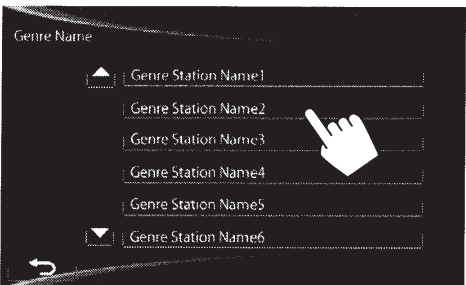 Genre Name
Genre Station Name1
Genre Station Name2
Genre Station Name3
Genre Station Name4
Genre Station Name5
Genre Station Name6